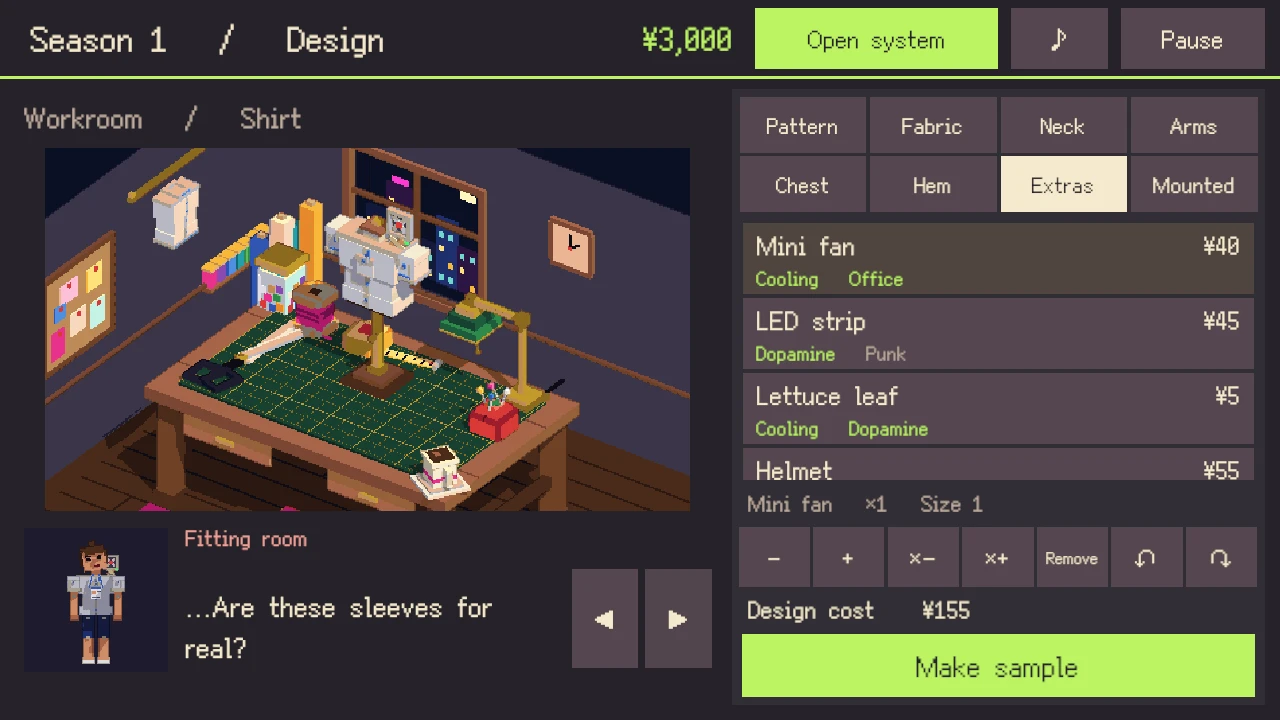 Season 1 / Design
¥3,000
Open system
♪
Pause
Workroom / Shirt
Pattern
Fabric
Neck
Arms
Chest
Hem
Extras
Mounted
Mini fan ¥40
Cooling Office
LED strip ¥45
Dopamine Punk
Lettuce leaf ¥5
Cooling Dopamine
Helmet ¥55
Mini fan ×1 Size 1
− + ×− ×+ Remove
Design cost ¥155
Make sample
Fitting room
...Are these sleeves for
real?